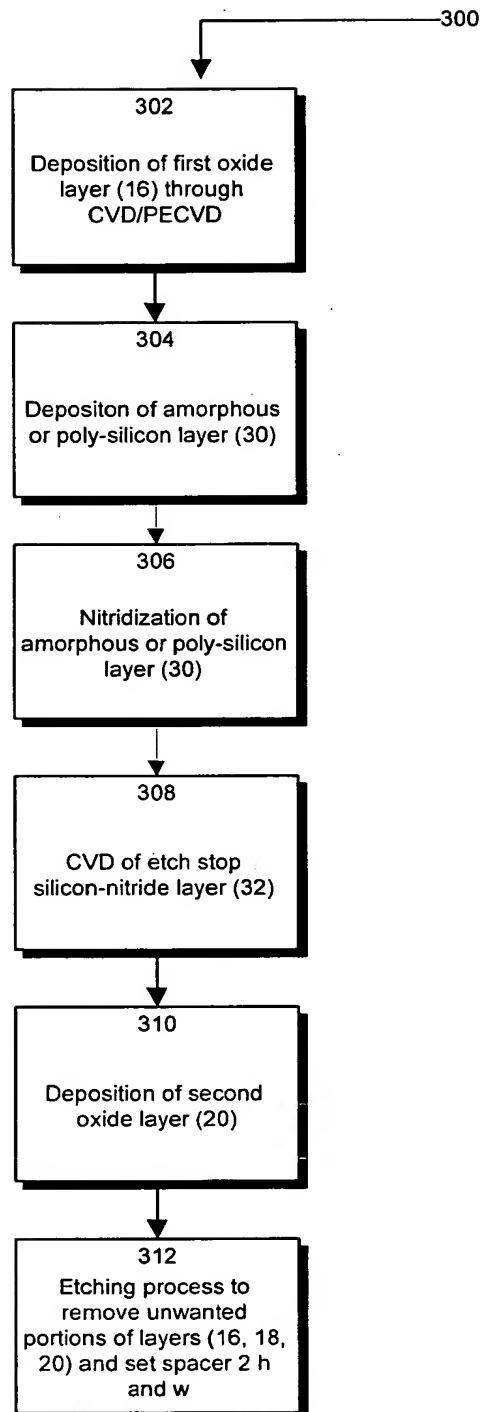 300
302
Deposition of first oxide
layer (16) through
CVD/PECVD
304
Depositon of amorphous
or poly-silicon layer (30)
306
Nitridization of
amorphous or poly-silicon
layer (30)
308
CVD of etch stop
silicon-nitride layer (32)
310
Deposition of second
oxide layer (20)
312
Etching process to
remove unwanted
portions of layers (16, 18,
20) and set spacer 2 h
and w